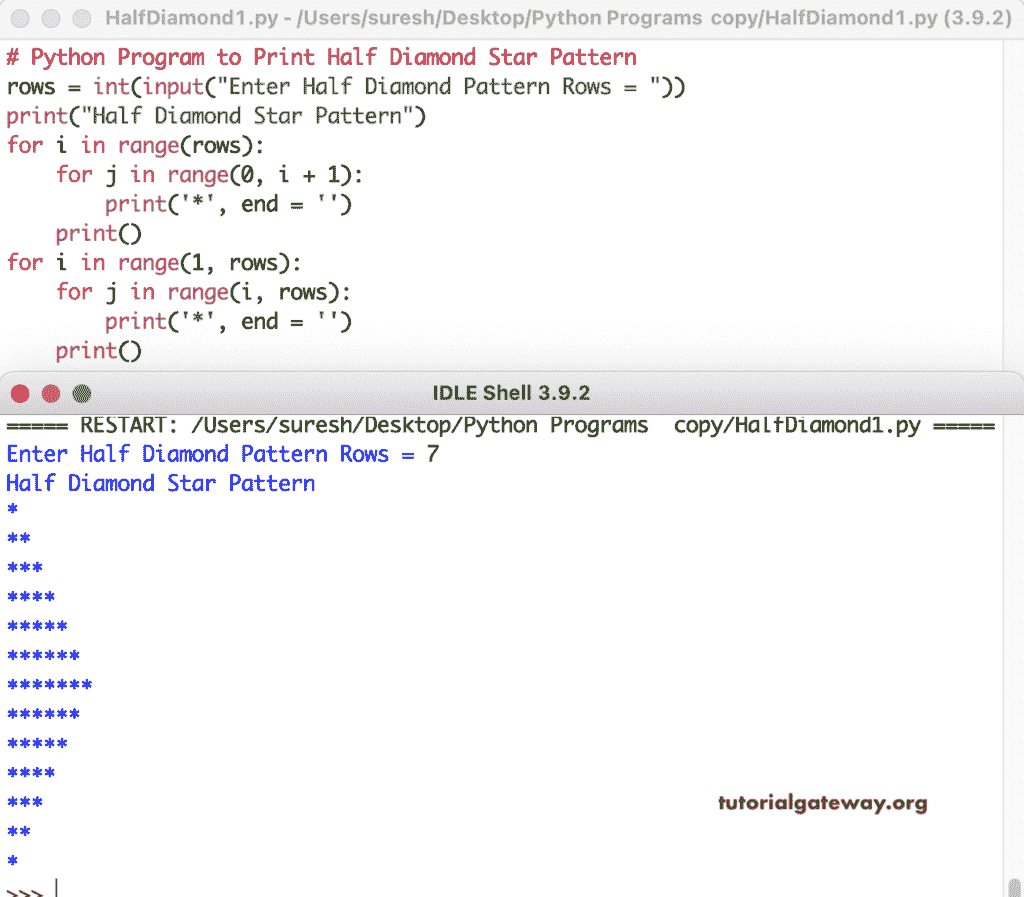 HalfDiamond1.py - /Users/suresh/Desktop/Python Programs copy/HalfDiamond1.py (3.9.2)
# Python Program to Print Half Diamond Star Pattern
rows = int(input("Enter Half Diamond Pattern Rows = "))
print("Half Diamond Star Pattern")
for i in range(rows):
    for j in range(0, i + 1):
        print('*', end = '')
    print()
for i in range(1, rows):
    for j in range(i, rows):
        print('*', end = '')
    print()
IDLE Shell 3.9.2
===== RESTART: /Users/suresh/Desktop/Python Programs  copy/HalfDiamond1.py =====
Enter Half Diamond Pattern Rows = 7
Half Diamond Star Pattern
*
**
***
****
*****
******
*******
******
*****
****
***
tutorialgateway.org
**
*
>>>